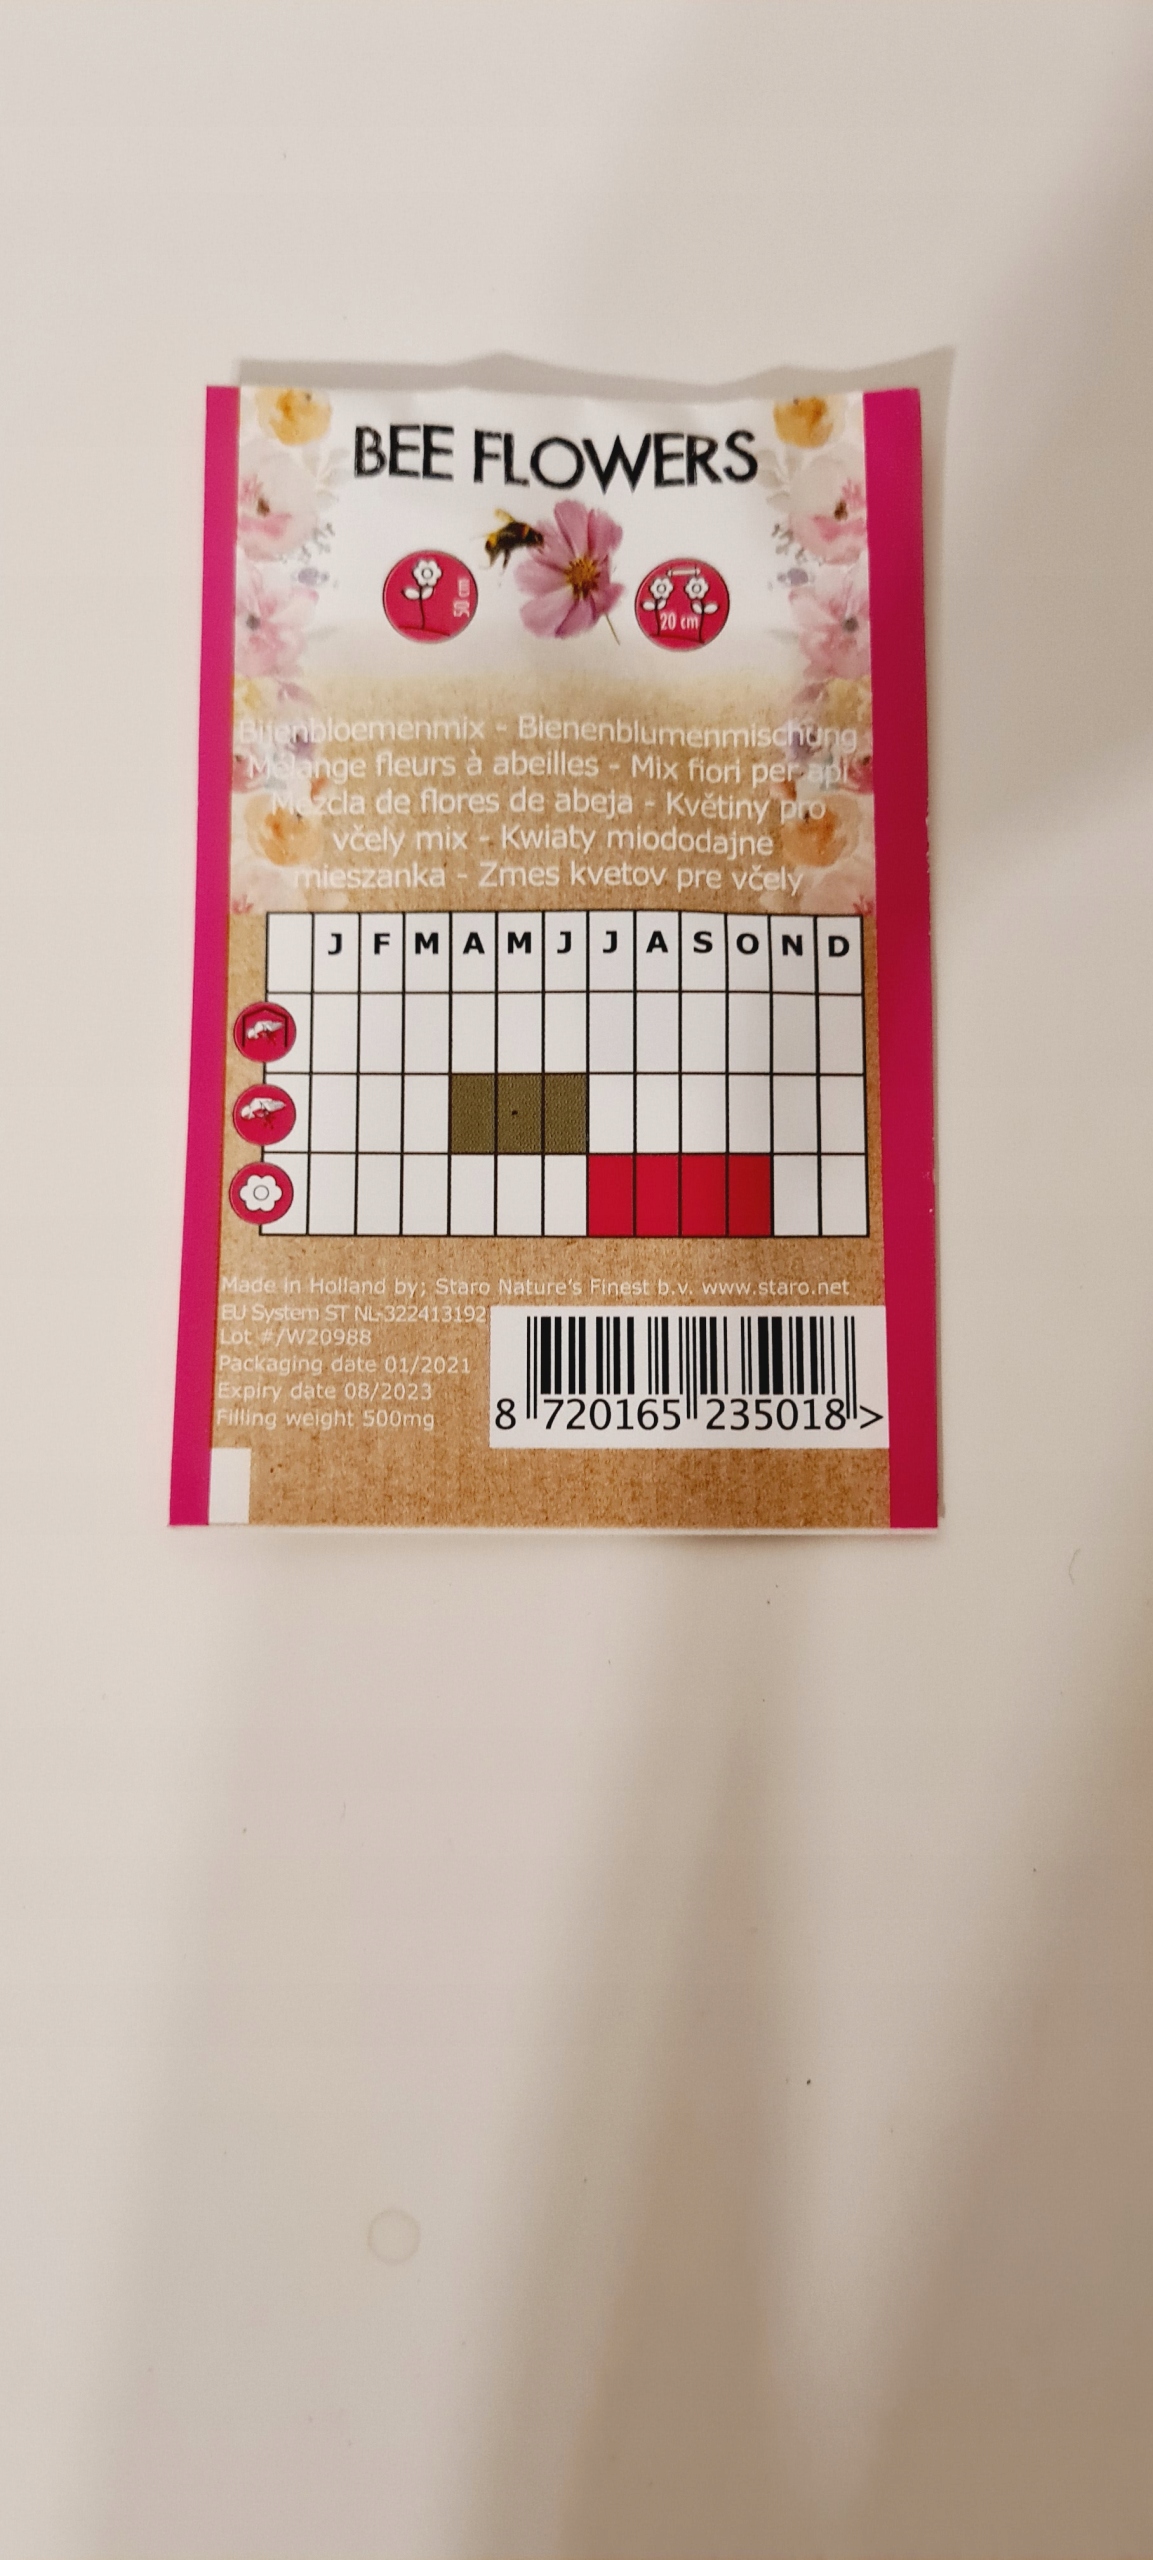 BEE FLOWERS
20 cm
Bijenbloemenmix - Bienenblumenmischung
Mélange fleurs à abeilles - Mix fiori per api
Mezcla de flores de abeja - Květiny pro
včely mix - Kwiaty miododajne
mieszanka - Zmes kvetov pre včely
J F M A M J J A S O N D
Made in Holland by; Staro Nature's Finest b.v. www.staro.net
EU System ST NL-322413192
Lot #/W20988
Packaging date 01/2021
Expiry date 08/2023
Filling weight 500mg
8 720165 235018 >